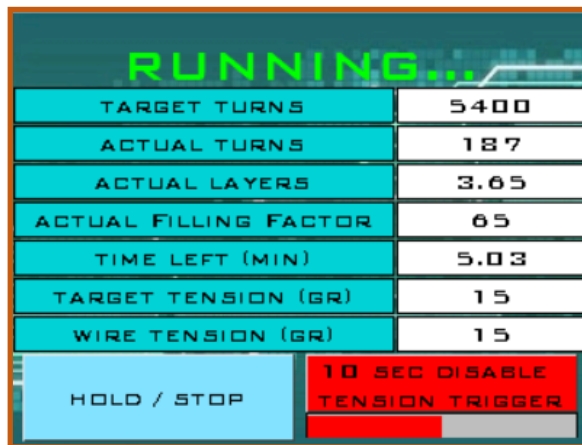 RUNNING...
TARGET TURNS 5400
ACTUAL TURNS 187
ACTUAL LAYERS 3.65
ACTUAL FILLING FACTOR 65
TIME LEFT (MIN) 5.03
TARGET TENSION (GR) 15
WIRE TENSION (GR) 15
HOLD / STOP
10 SEC DISABLE
TENSION TRIGGER